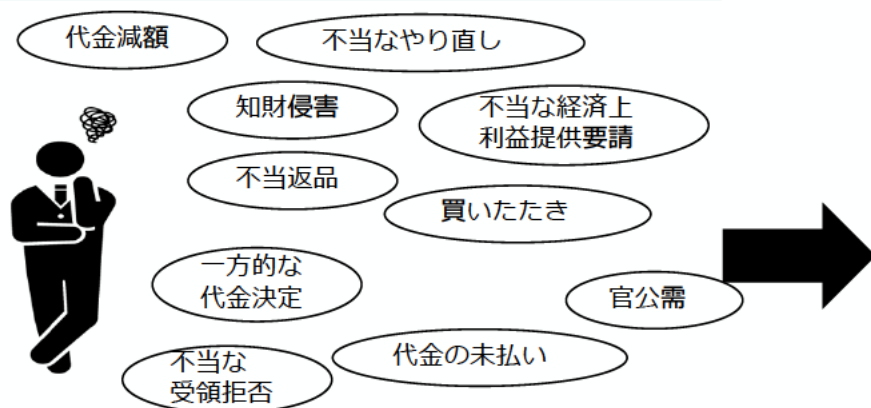 代金減額
不当なやり直し
知財侵害
不当な経済上
利益提供要請
不当返品
買いたたき
一方的な
代金決定
官公需
代金の未払い
不当な
受領拒否